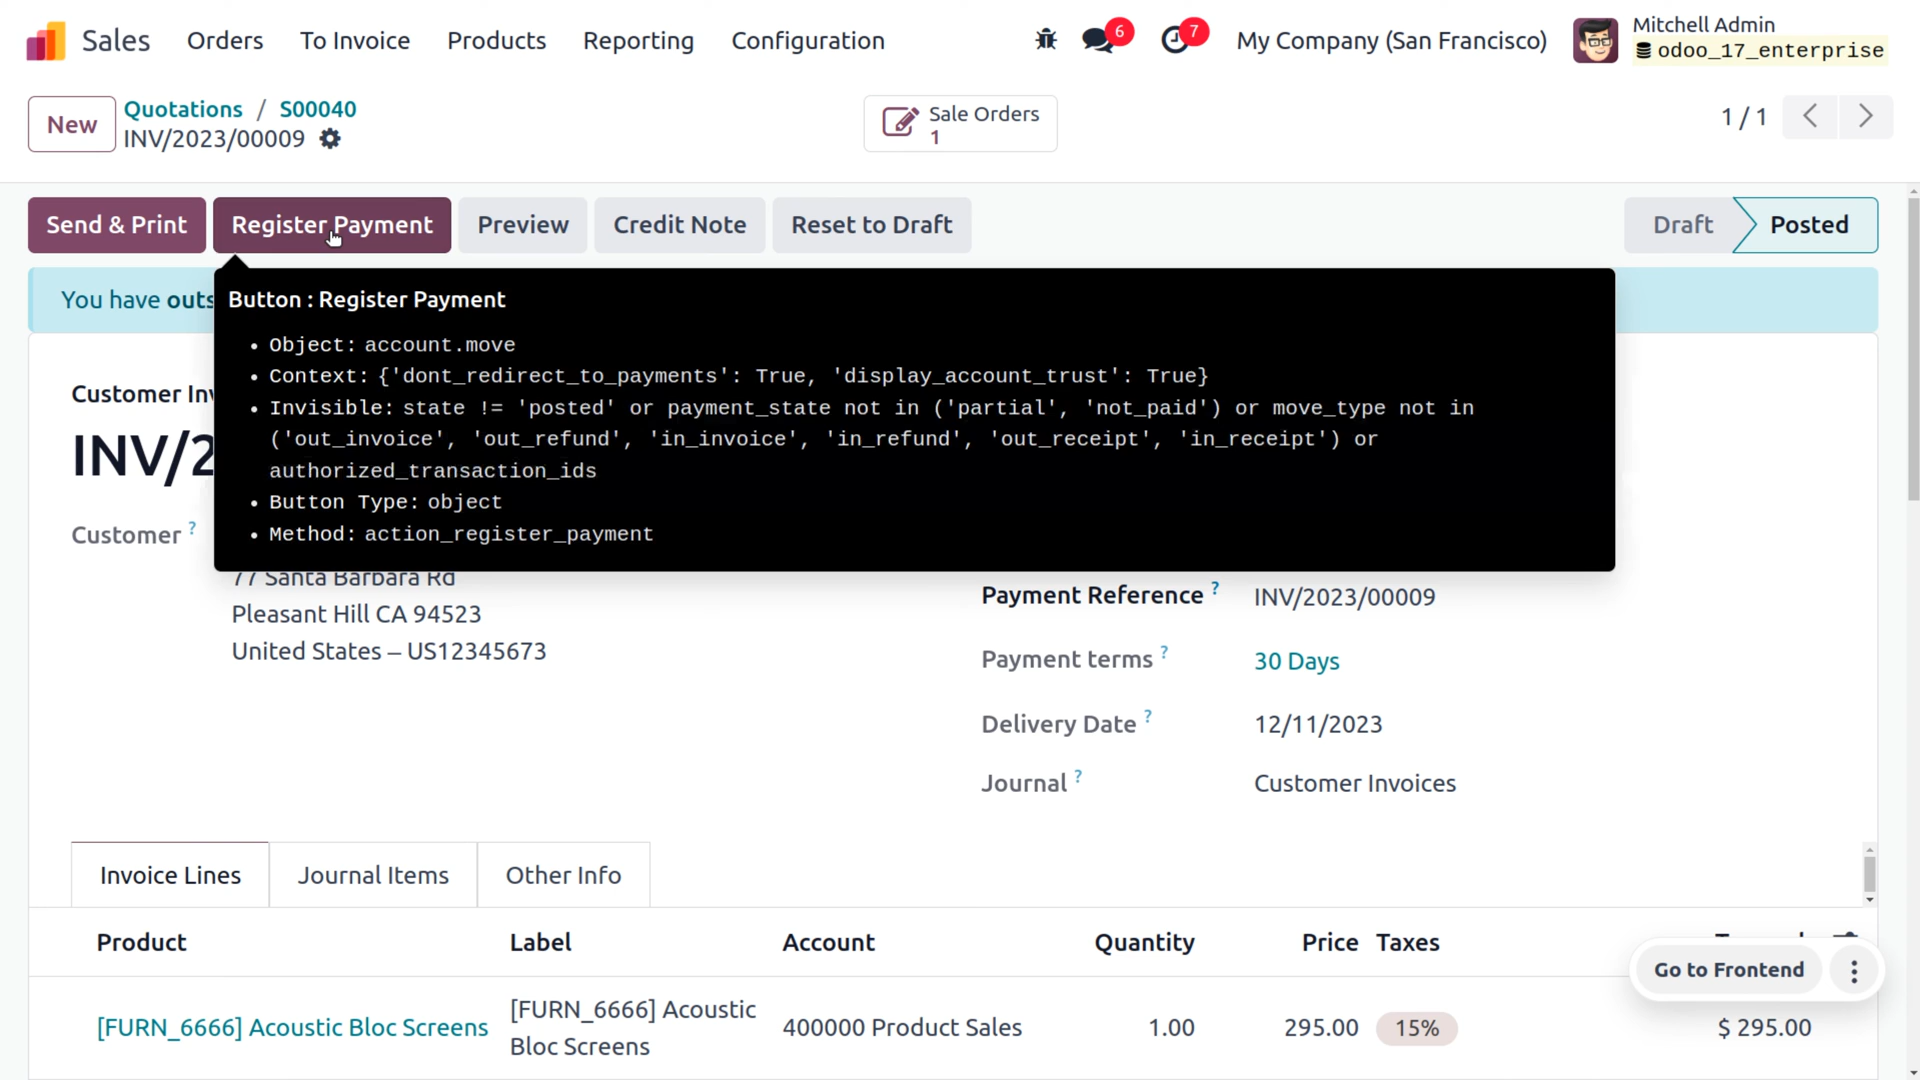 Sales Orders To Invoice Products Reporting Configuration 6 7 My Company (San Francisco) Mitchell Admin
odoo_17_enterprise
New Quotations / S00040
INV/2023/00009
Sale Orders
1
1 / 1
Send & Print Register Payment Preview Credit Note Reset to Draft Draft Posted
You have outs
Button : Register Payment
• Object: account.move
• Context: {'dont_redirect_to_payments': True, 'display_account_trust': True}
• Invisible: state != 'posted' or payment_state not in ('partial', 'not_paid') or move_type not in
('out_invoice', 'out_refund', 'in_invoice', 'in_refund', 'out_receipt', 'in_receipt') or
authorized_transaction_ids
• Button Type: object
• Method: action_register_payment
Customer Inv
INV/2
Customer ?
77 Santa Barbara Rd
Pleasant Hill CA 94523
United States – US12345673
Payment Reference ? INV/2023/00009
Payment terms ? 30 Days
Delivery Date ? 12/11/2023
Journal ? Customer Invoices
Invoice Lines Journal Items Other Info
Product Label Account Quantity Price Taxes
Go to Frontend
[FURN_6666] Acoustic Bloc Screens [FURN_6666] Acoustic
Bloc Screens 400000 Product Sales 1.00 295.00 15% $ 295.00